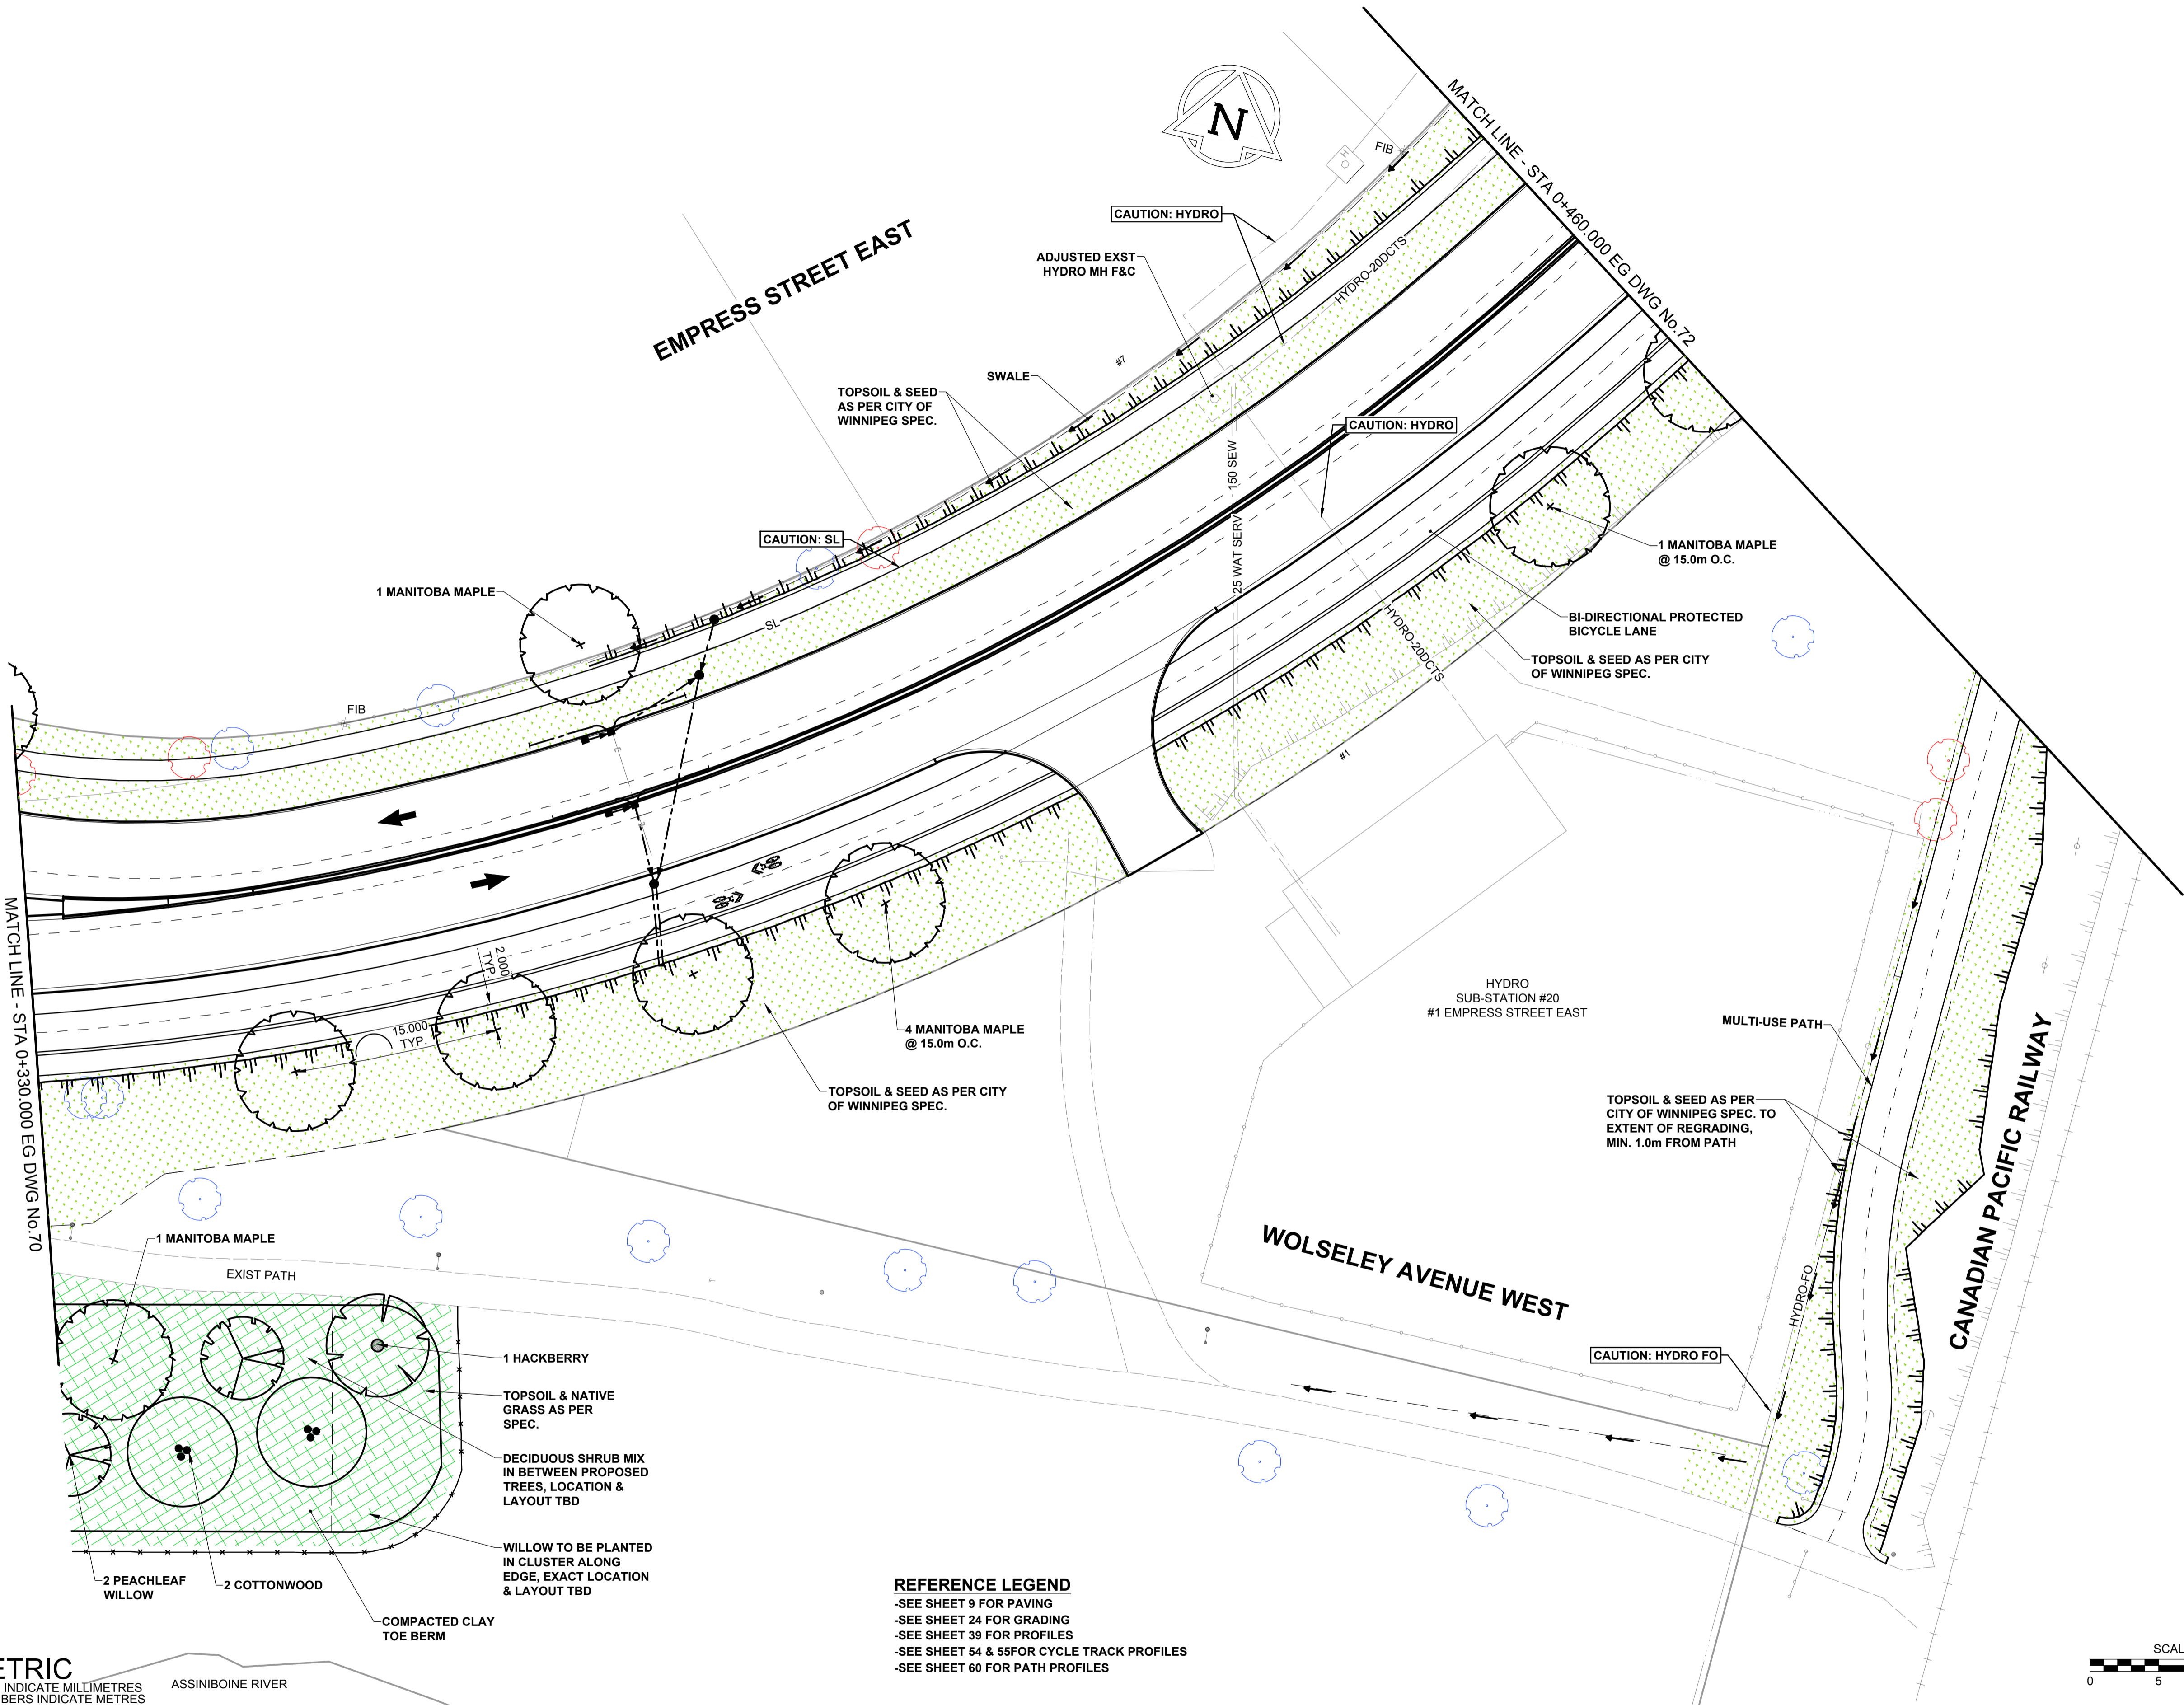 MATCH LINE - STA 0+460.000 EG DWG No.72
N
FIB
CAUTION: HYDRO
ADJUSTED EXST
HYDRO MH F&C
HYDRO-20DCTS
EMPRESS STREET EAST
#7
SWALE
TOPSOIL & SEED
AS PER CITY OF
WINNIPEG SPEC.
CAUTION: HYDRO
150 SEW
25 WAT SERV
CAUTION: SL
1 MANITOBA MAPLE
@ 15.0m O.C.
1 MANITOBA MAPLE
SL
BI-DIRECTIONAL PROTECTED
BICYCLE LANE
HYDRO-20DCTS
TOPSOIL & SEED AS PER CITY
OF WINNIPEG SPEC.
FIB
#1
MATCH LINE - STA 0+330.000 EG DWG No.70
2.000
TYP.
15.000
TYP.
4 MANITOBA MAPLE
@ 15.0m O.C.
HYDRO
SUB-STATION #20
#1 EMPRESS STREET EAST
MULTI-USE PATH
TOPSOIL & SEED AS PER CITY
OF WINNIPEG SPEC.
TOPSOIL & SEED AS PER
CITY OF WINNIPEG SPEC. TO
EXTENT OF REGRADING,
MIN. 1.0m FROM PATH
CANADIAN PACIFIC RAILWAY
1 MANITOBA MAPLE
EXIST PATH
WOLSELEY AVENUE WEST
HYDRO-FO
CAUTION: HYDRO FO
1 HACKBERRY
TOPSOIL & NATIVE
GRASS AS PER
SPEC.
DECIDUOUS SHRUB MIX
IN BETWEEN PROPOSED
TREES, LOCATION &
LAYOUT TBD
WILLOW TO BE PLANTED
IN CLUSTER ALONG
EDGE, EXACT LOCATION
& LAYOUT TBD
2 PEACHLEAF
WILLOW
2 COTTONWOOD
COMPACTED CLAY
TOE BERM
REFERENCE LEGEND
-SEE SHEET 9 FOR PAVING
-SEE SHEET 24 FOR GRADING
-SEE SHEET 39 FOR PROFILES
-SEE SHEET 54 & 55FOR CYCLE TRACK PROFILES
-SEE SHEET 60 FOR PATH PROFILES
ETRIC
INDICATE MILLIMETRES
BERS INDICATE METRES
ASSINIBOINE RIVER
SCAL
0 5